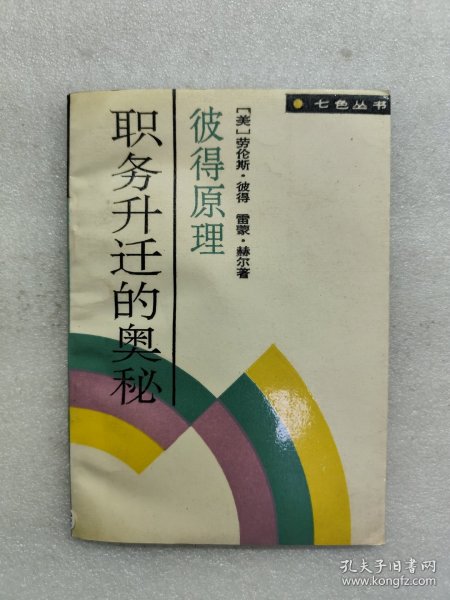 七色丛书
[美]劳伦斯·彼得 雷蒙·赫尔著
彼得原理
职务升迁的奥秘
孔夫子旧书网
www.kongfz.com